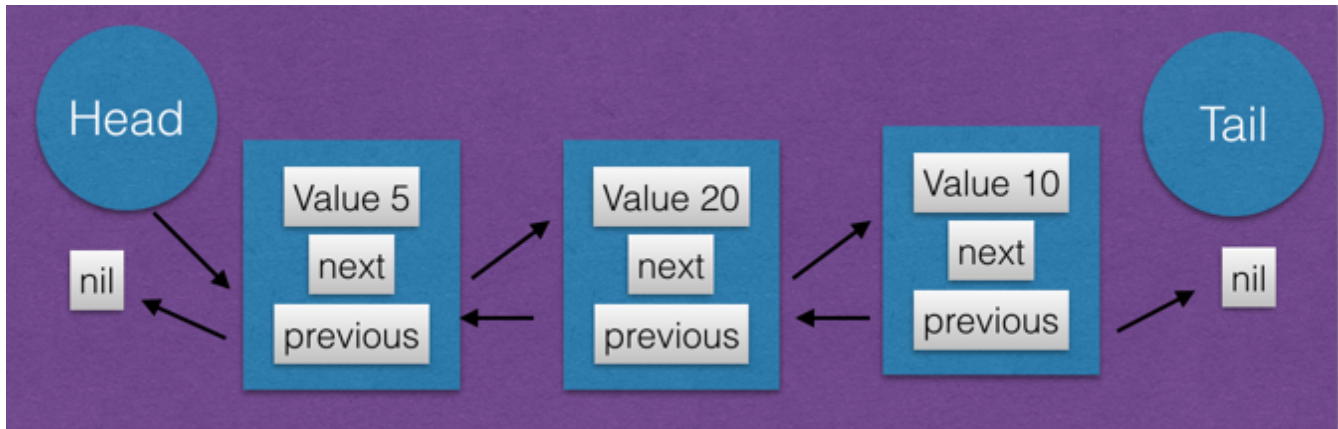 Head
nil
Value 5
next
previous
Value 20
next
previous
Value 10
next
previous
Tail
nil